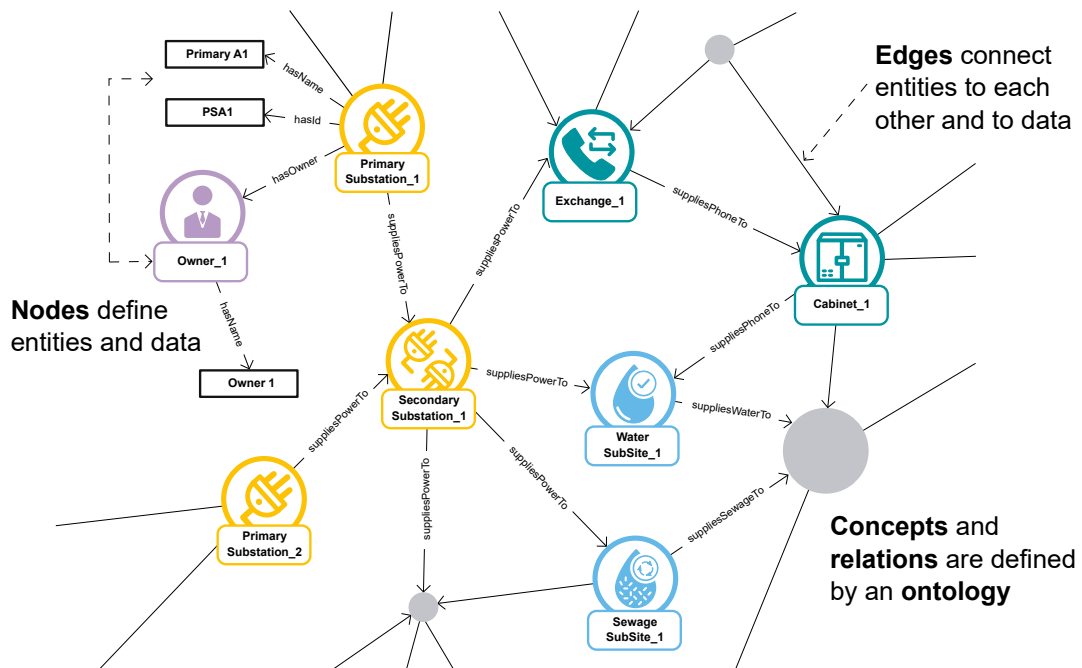 Primary A1
hasName
PSA1
hasId
Primary
Substation_1
hasOwner
Owner_1
hasName
Owner 1
Nodes define
entities and data
suppliesPowerTo
Exchange_1
suppliesPowerTo
suppliesPhoneTo
Edges connect
entities to each
other and to data
Cabinet_1
suppliesPhoneTo
Secondary
Substation_1
suppliesPowerTo
Water
SubSite_1
suppliesWaterTo
suppliesPowerTo
Primary
Substation_2
suppliesPowerTo
suppliesPowerTo
Sewage
SubSite_1
suppliesSewageTo
Concepts and
relations are defined
by an ontology